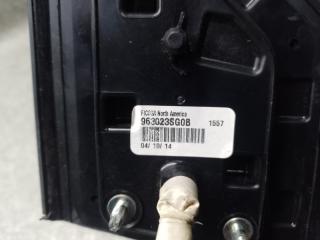 FICOSA North America
963023SG0B 1557
04/ 10/ 14